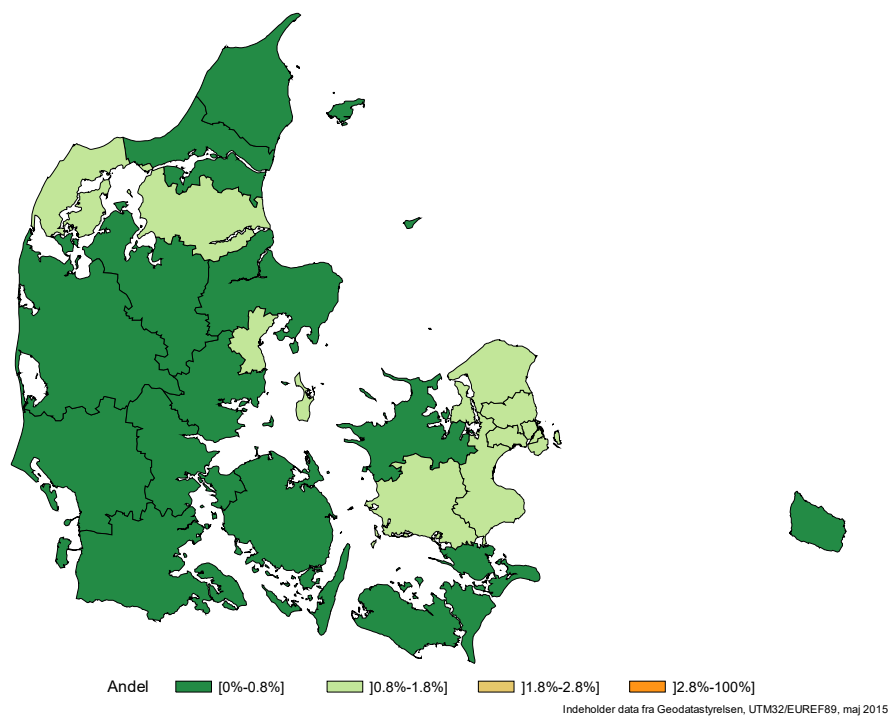 Andel [0%-0.8%] ]0.8%-1.8%] ]1.8%-2.8%] ]2.8%-100%]
Indeholder data fra Geodatastyrelsen, UTM32/EUREF89, maj 2015